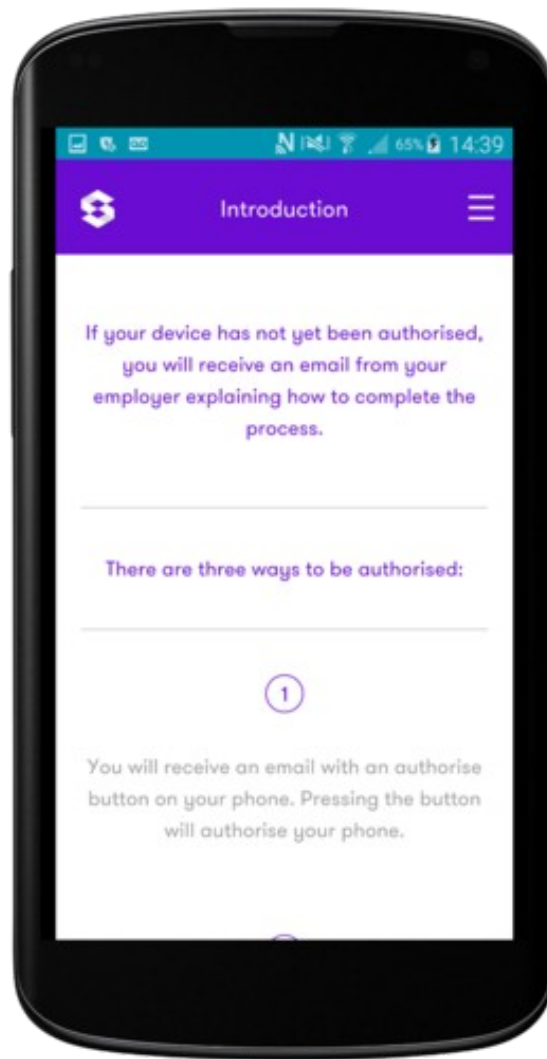 65% 14:39
Introduction
If your device has not yet been authorised,
you will receive an email from your
employer explaining how to complete the
process.
There are three ways to be authorised:
1
You will receive an email with an authorise
button on your phone. Pressing the button
will authorise your phone.